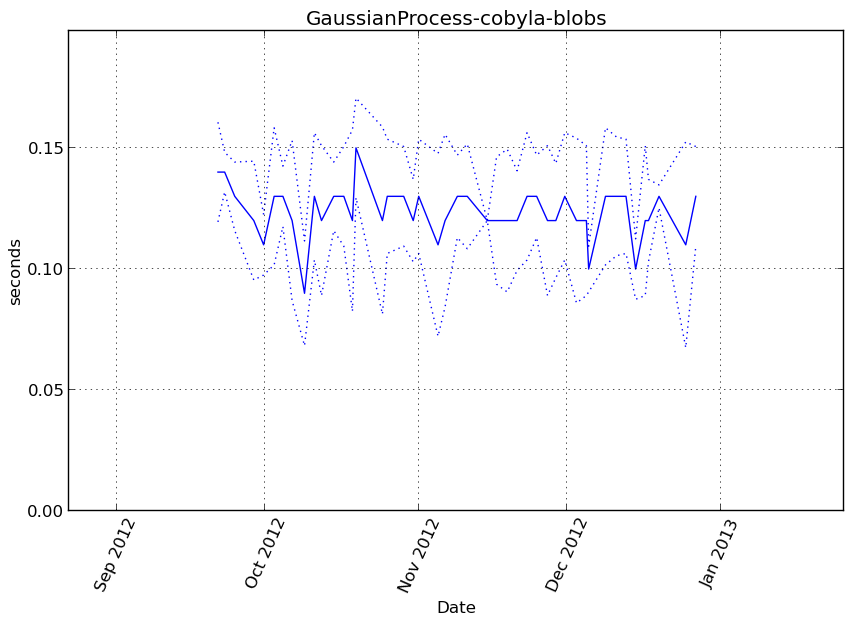 GaussianProcess-cobyla-blobs
0.15
0.10
0.05
0.00
seconds
Sep 2012
Oct 2012
Nov 2012
Dec 2012
Jan 2013
Date